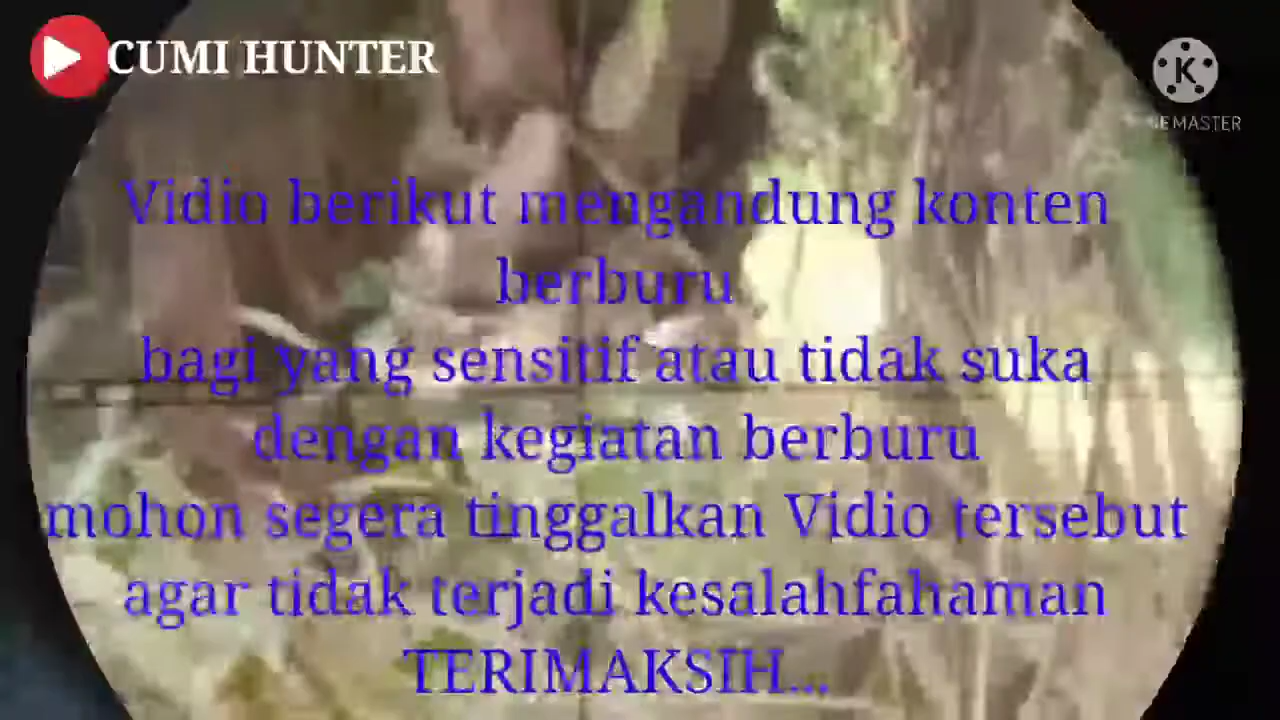 CUMI HUNTER
K
NEMASTER
Vidio berikut mengandung konten
berburu
bagi yang sensitif atau tidak suka
dengan kegiatan berburu
mohon segera tinggalkan Vidio tersebut
agar tidak terjadi kesalahfahaman
TERIMAKSIH...